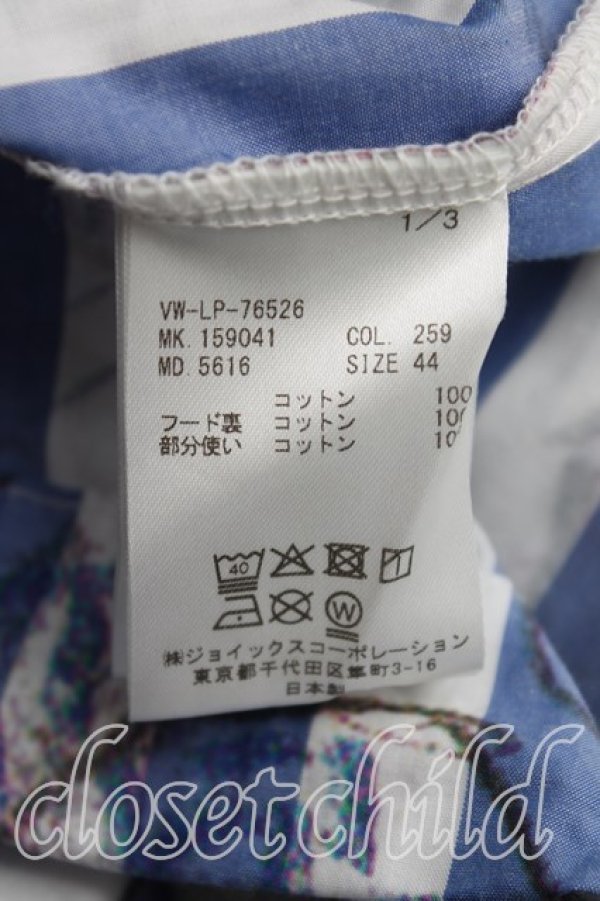 1/3
VW-LP-76526
MK. 159041 COL. 259
MD. 5616 SIZE 44
コットン 100
フード裏 コットン 100
部分使い コットン 10
40
W
㈱ジョイックスコーポレーション
東京都千代田区隼町3-16
日本製
closetchild